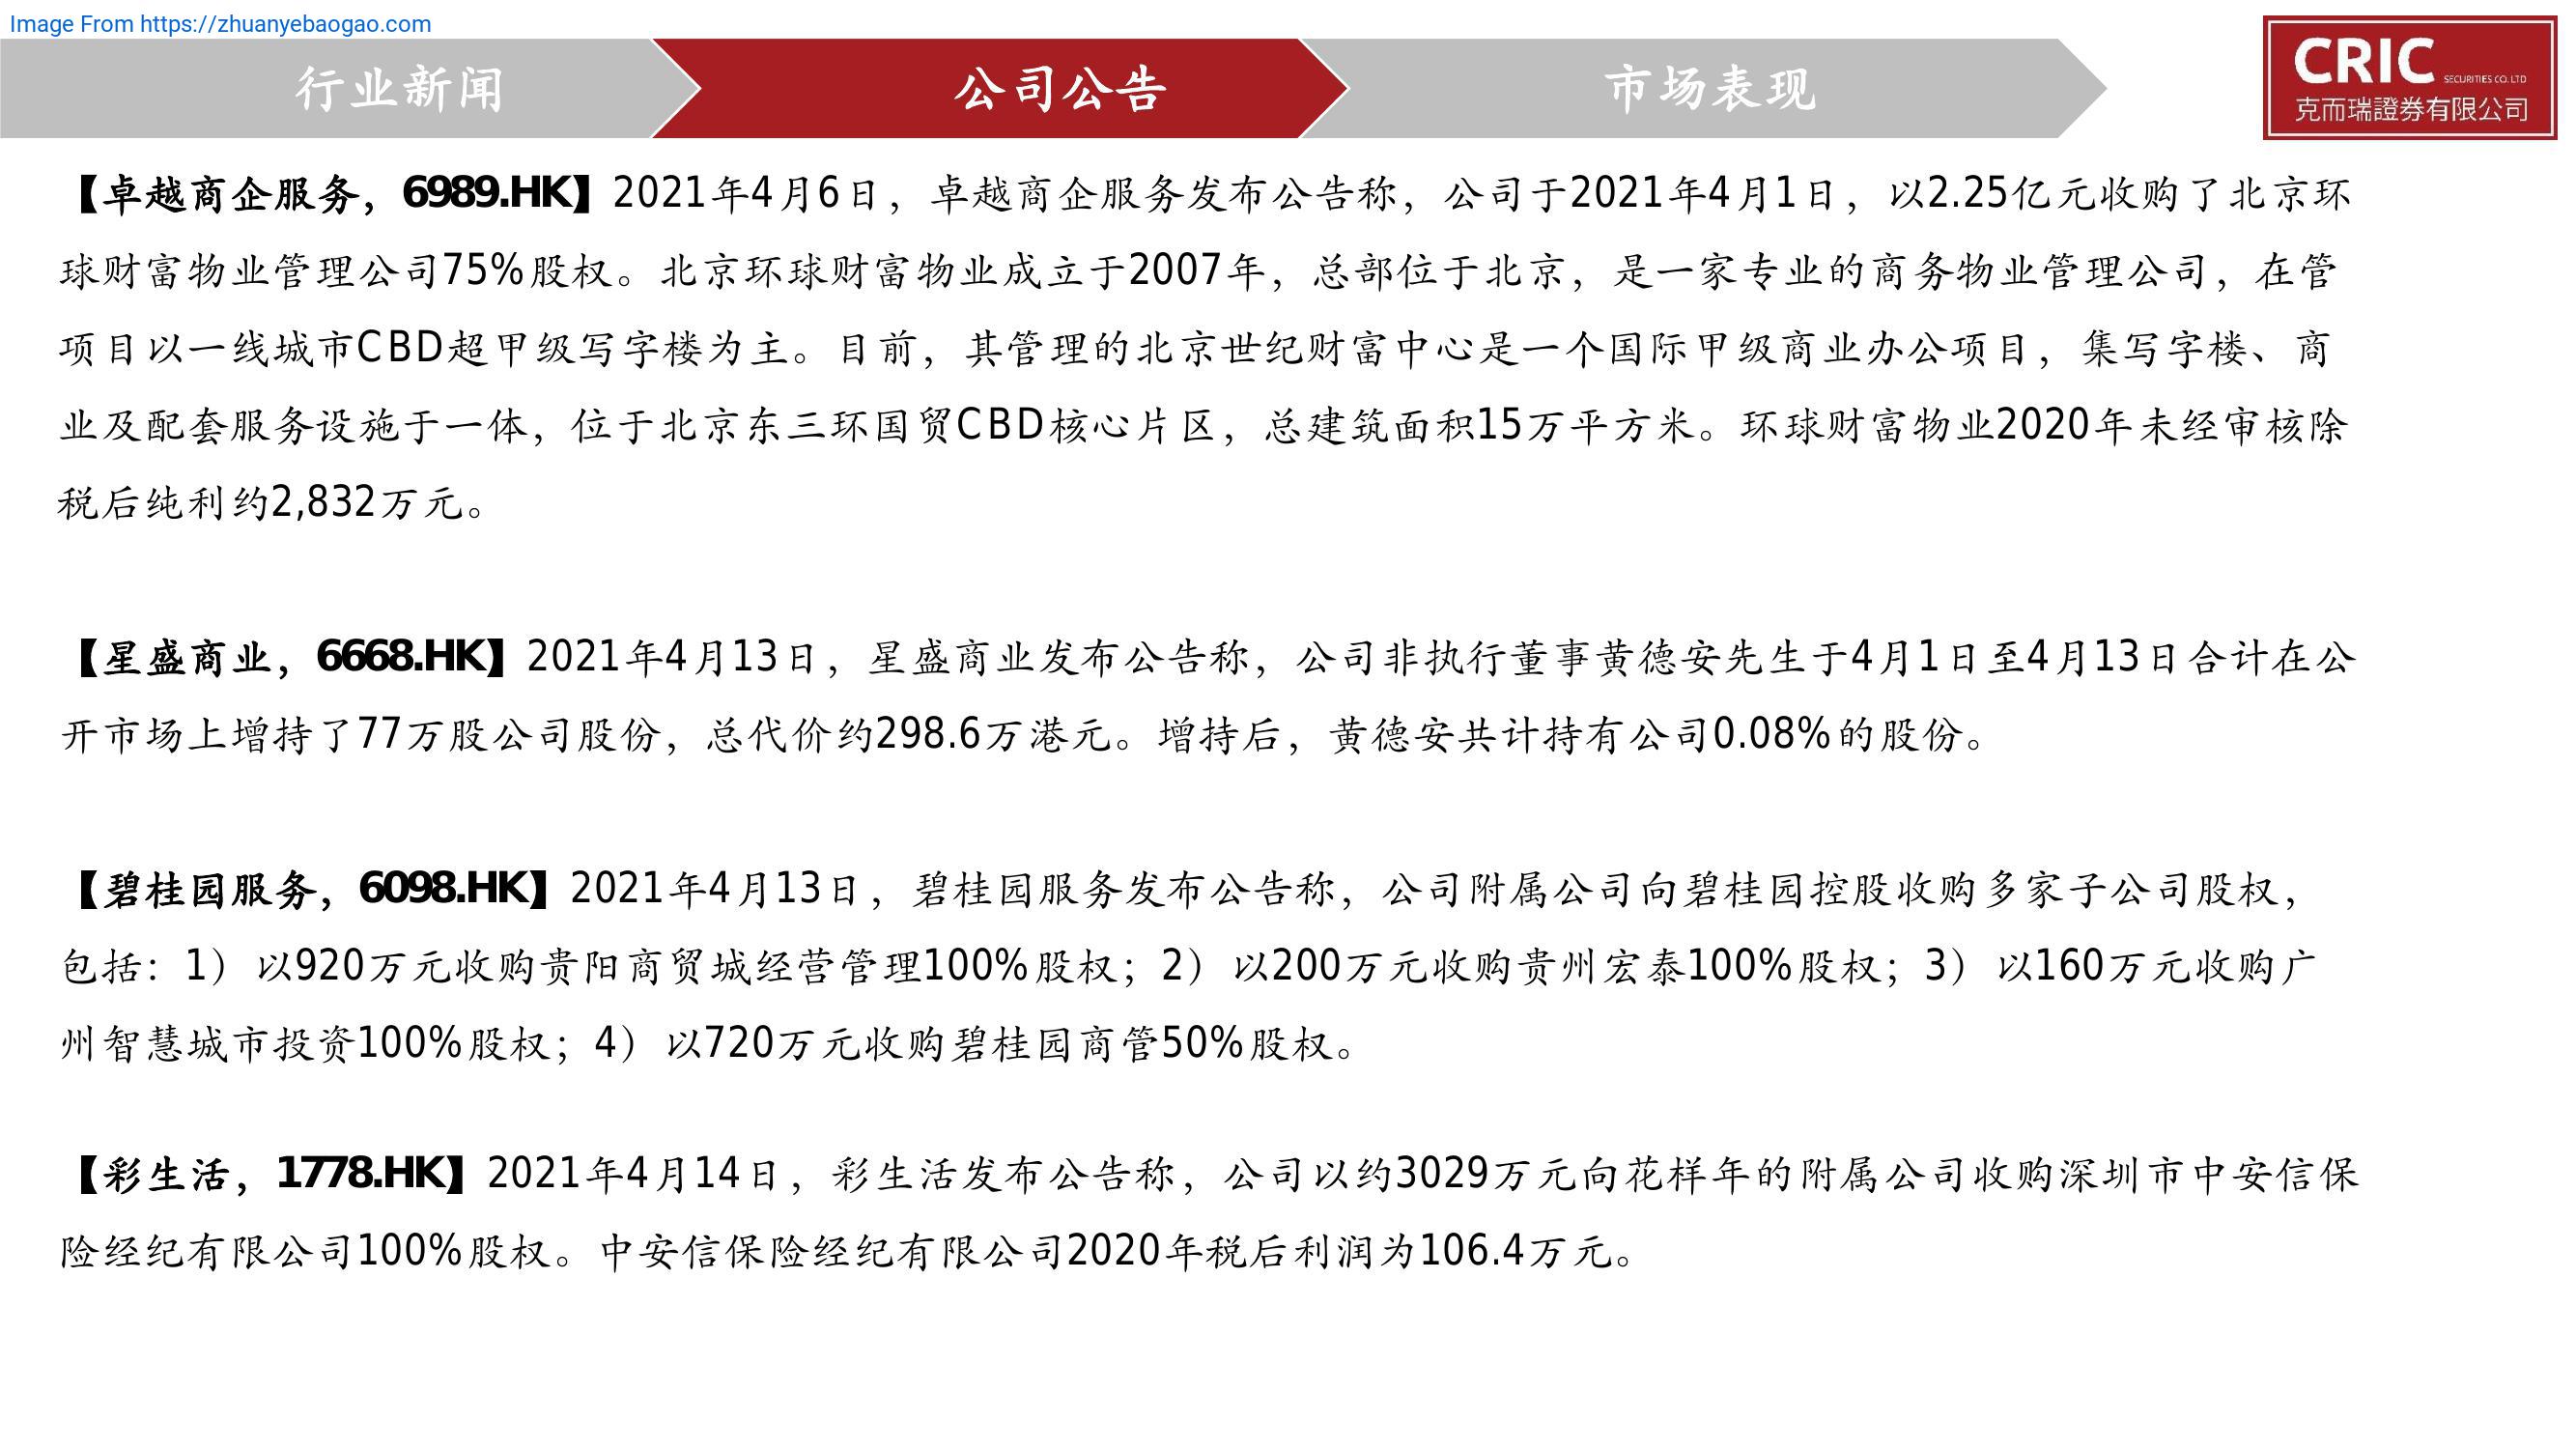 Image From https://zhuanyebaogao.com
行业新闻
公司公告
市场表现
CRIC SECURITIES CO. LTD
克而瑞證券有限公司
【卓越商企服务，6989.HK】2021年4月6日，卓越商企服务发布公告称，公司于2021年4月1日，以2.25亿元收购了北京环
球财富物业管理公司75%股权。北京环球财富物业成立于2007年，总部位于北京，是一家专业的商务物业管理公司，在管
项目以一线城市CBD超甲级写字楼为主。目前，其管理的北京世纪财富中心是一个国际甲级商业办公项目，集写字楼、商
业及配套服务设施于一体，位于北京东三环国贸CBD核心片区，总建筑面积15万平方米。环球财富物业2020年未经审核除
税后纯利约2,832万元。
【星盛商业，6668.HK】2021年4月13日，星盛商业发布公告称，公司非执行董事黄德安先生于4月1日至4月13日合计在公
开市场上增持了77万股公司股份，总代价约298.6万港元。增持后，黄德安共计持有公司0.08%的股份。
【碧桂园服务，6098.HK】2021年4月13日，碧桂园服务发布公告称，公司附属公司向碧桂园控股收购多家子公司股权，
包括：1）以920万元收购贵阳商贸城经营管理100%股权；2）以200万元收购贵州宏泰100%股权；3）以160万元收购广
州智慧城市投资100%股权；4）以720万元收购碧桂园商管50%股权。
【彩生活，1778.HK】2021年4月14日，彩生活发布公告称，公司以约3029万元向花样年的附属公司收购深圳市中安信保
险经纪有限公司100%股权。中安信保险经纪有限公司2020年税后利润为106.4万元。